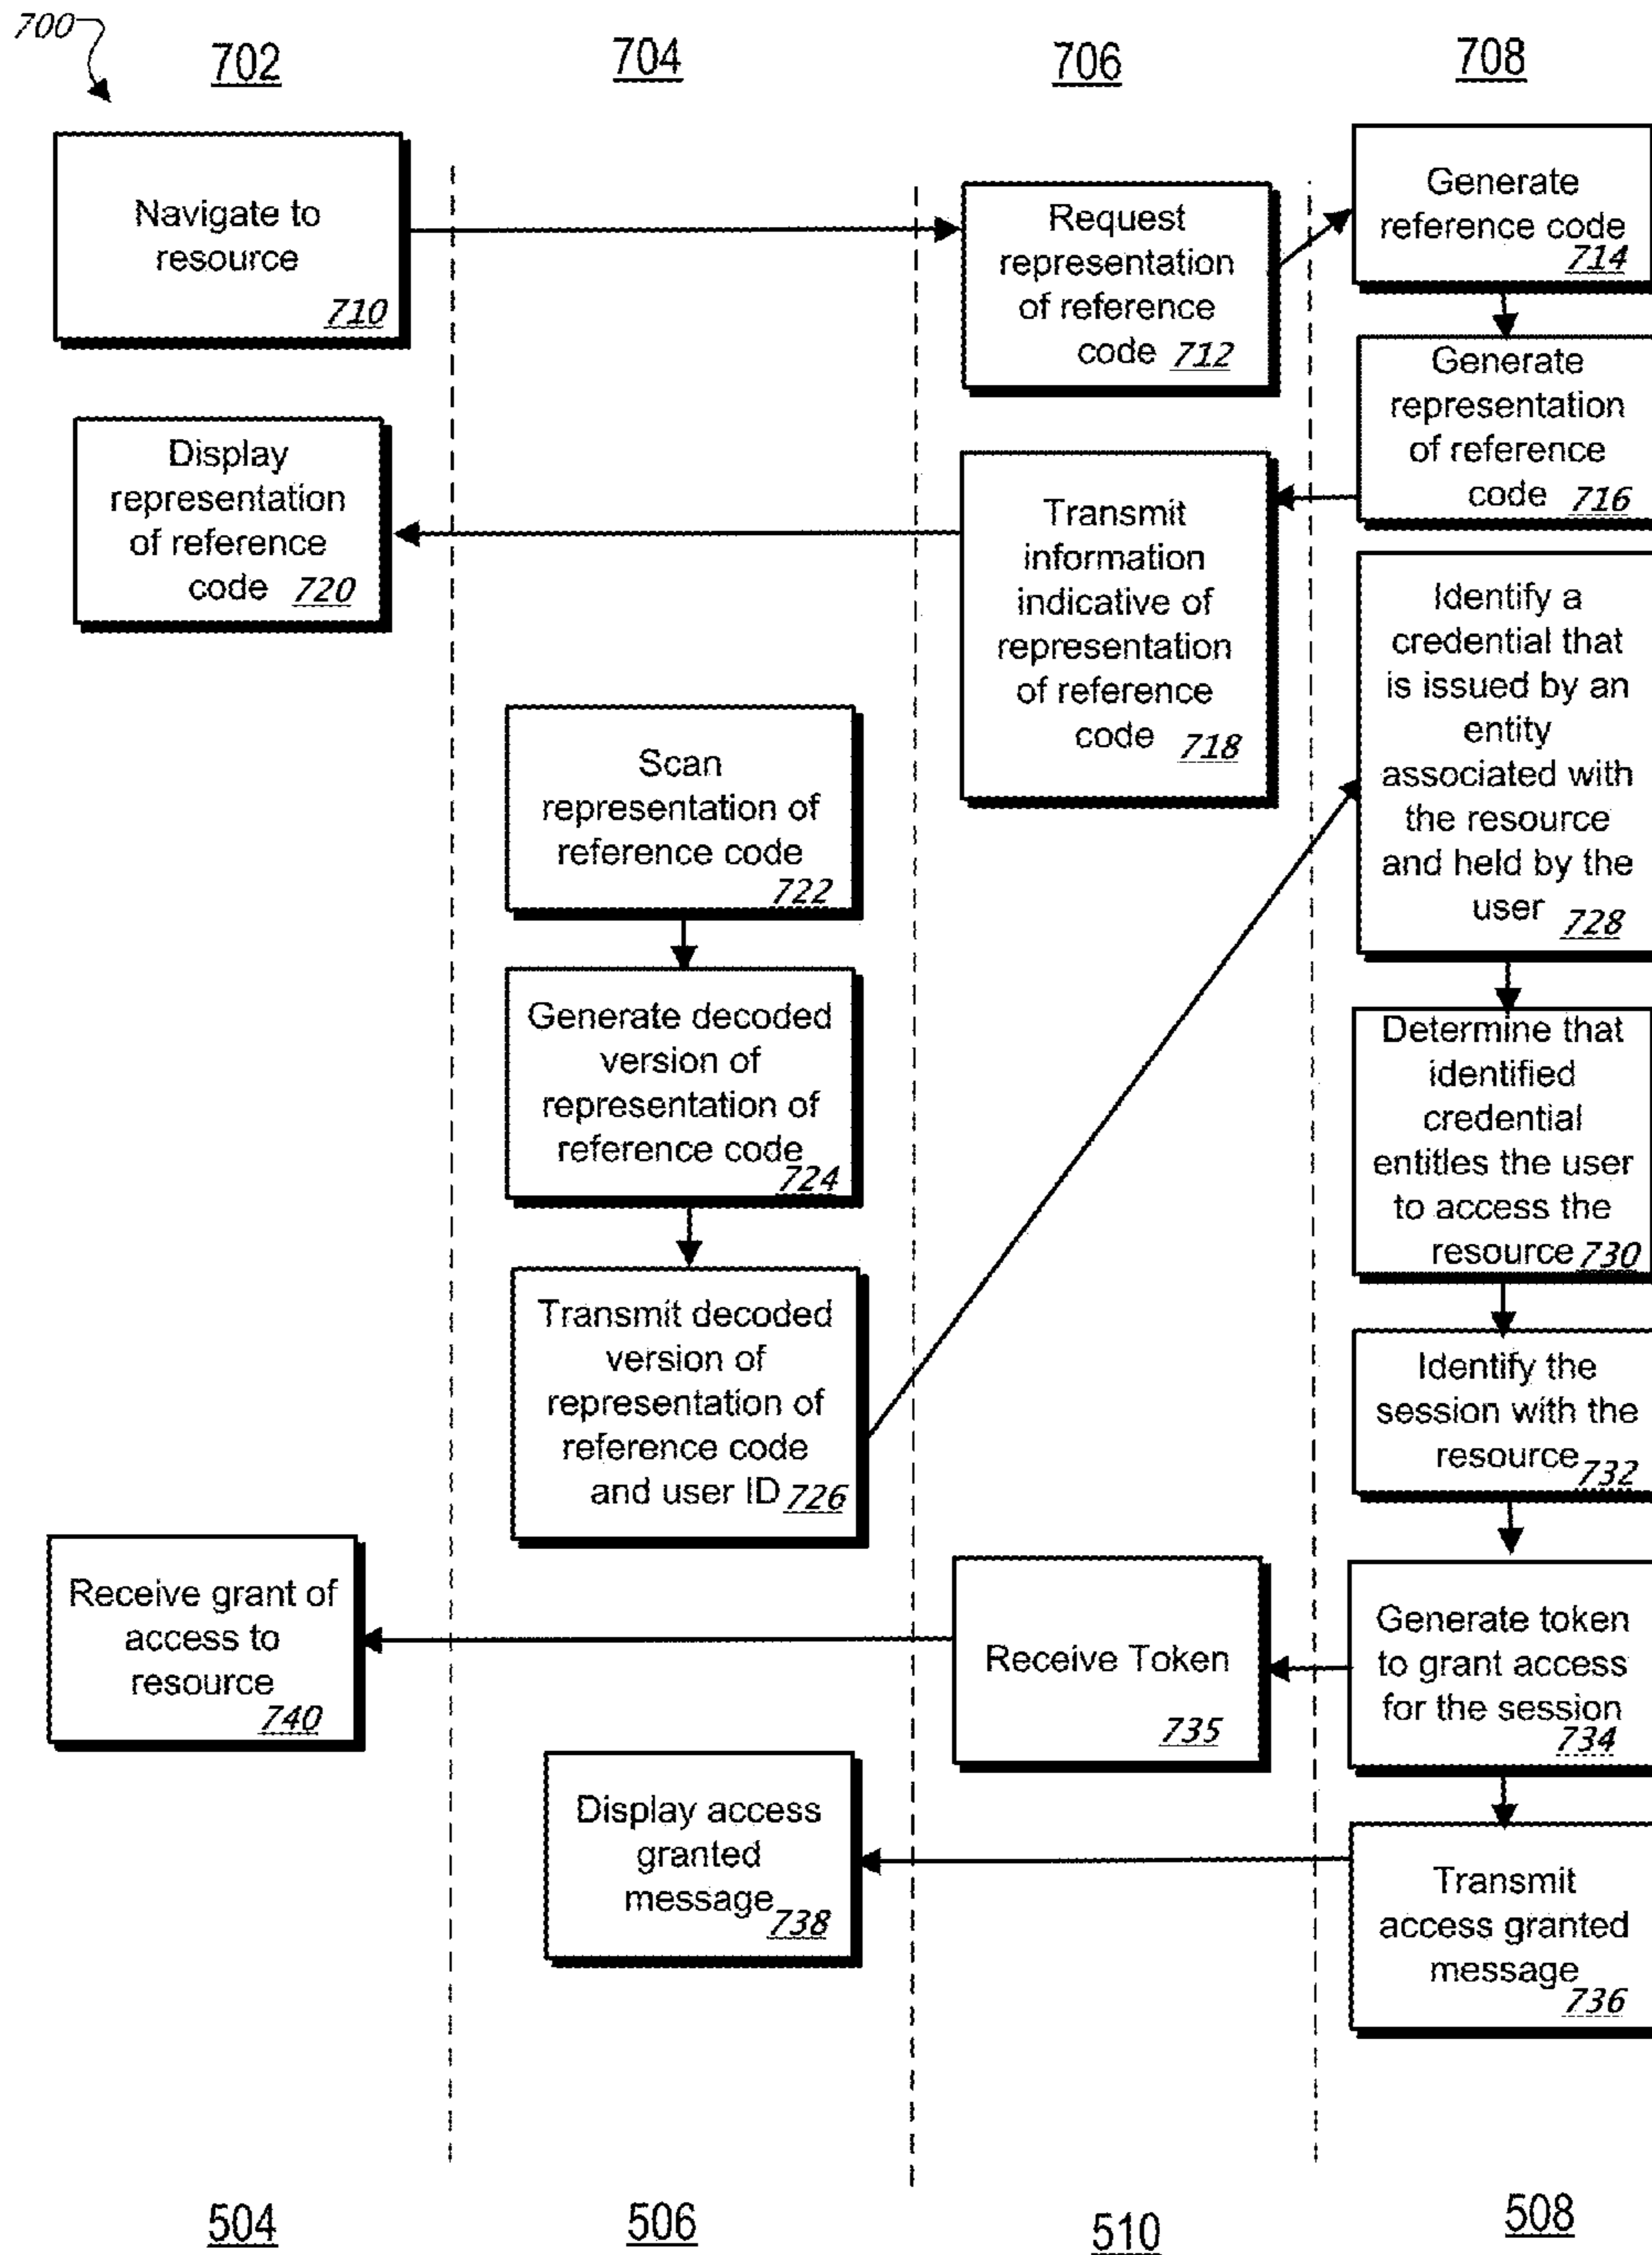 700
702
704
706
708
Navigate to
resource
710
Request
representation
of reference
code 712
Generate
reference code
714
Generate
representation
of reference
code 716
Transmit
information
indicative of
representation
of reference
code 718
Display
representation
of reference
code 720
Scan
representation of
reference code
722
Generate decoded
version of
representation of
reference code
724
Transmit decoded
version of
representation of
reference code
and user ID 726
Identify a
credential that
is issued by an
entity
associated with
the resource
and held by the
user 728
Determine that
identified
credential
entitles the user
to access the
resource 730
Identify the
session with the
resource 732
Generate token
to grant access
for the session
734
Receive Token
735
Receive grant of
access to
resource
740
Transmit
access granted
message
736
Display access
granted
message 738
504
506
510
508